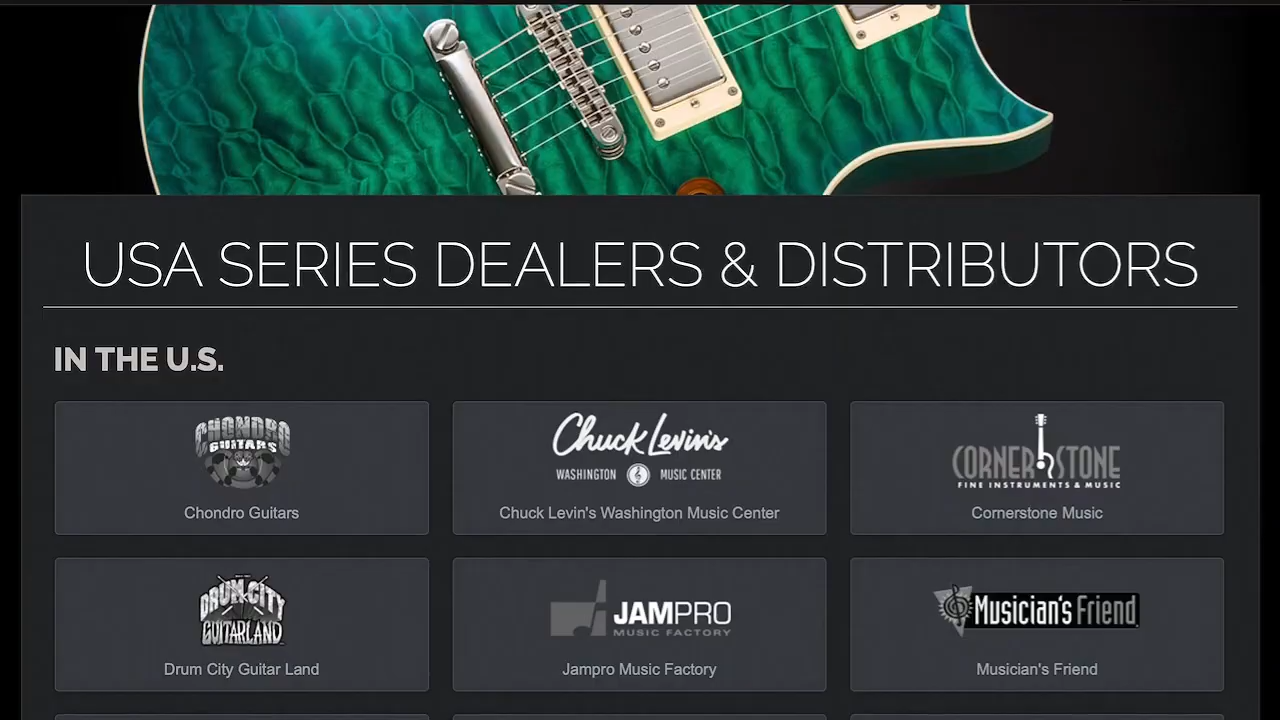 USA SERIES DEALERS & DISTRIBUTORS
IN THE U.S.
CHONDRO
GUITARS
Chondro Guitars
Chuck Levin's
WASHINGTON MUSIC CENTER
Chuck Levin's Washington Music Center
CORNERSTONE
FINE INSTRUMENTS & MUSIC
Cornerstone Music
DRUM CITY
GUITARLAND
Drum City Guitar Land
JAMPRO
MUSIC FACTORY
Jampro Music Factory
Musician's Friend
Musician's Friend